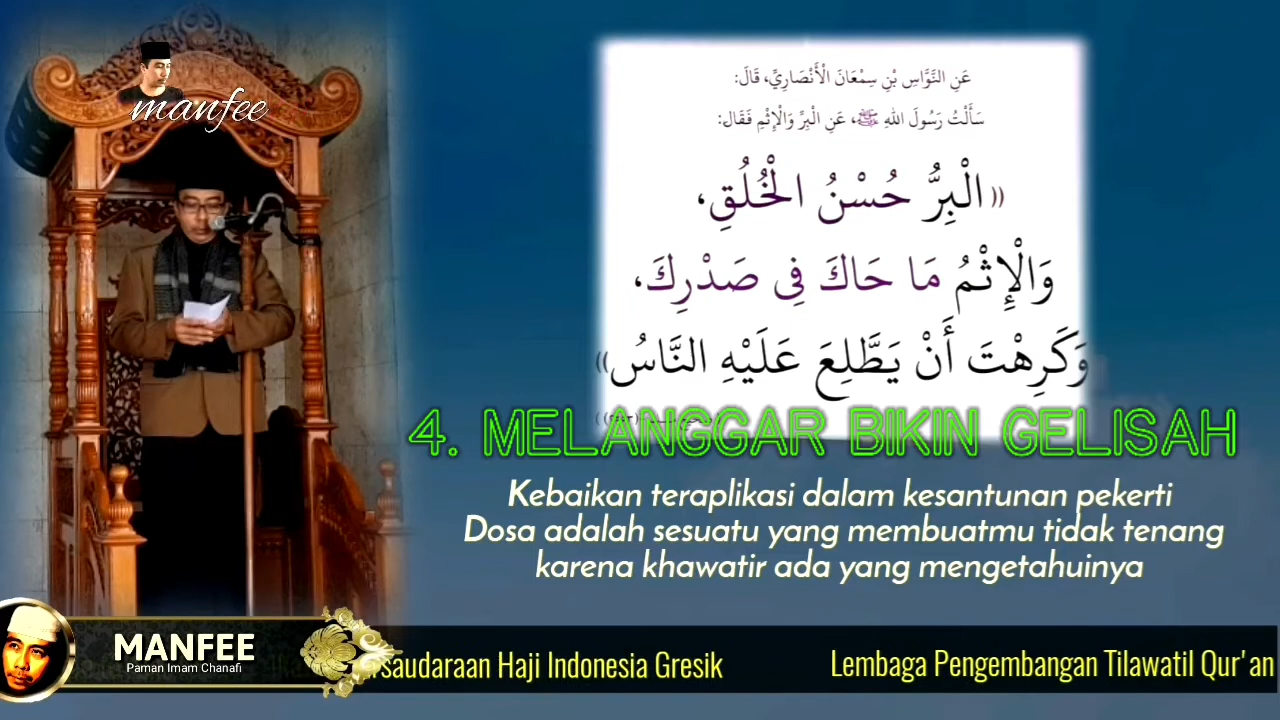 manfee
عَنِ النَّوَّاسِ بْنِ سِمْعَانَ الْأَنْصَارِيِّ، قَالَ:
سَأَلْتُ رَسُولَ اللهِ ﷺ، عَنِ الْبِرِّ وَالْإِثْمِ فَقَالَ:
((الْبِرُّ حُسْنُ الْخُلُقِ،
وَالْإِثْمُ مَا حَاكَ فِي صَدْرِكَ،
وَكَرِهْتَ أَنْ يَطَّلِعَ عَلَيْهِ النَّاسُ))
4. MELANGGAR BIKIN GELISAH
Kebaikan teraplikasi dalam kesantunan pekerti
Dosa adalah sesuatu yang membuatmu tidak tenang
karena khawatir ada yang mengetahuinya
MANFEE
Paman Imam Chanafi
saudaraan Haji Indonesia Gresik
Lembaga Pengembangan Tilawatil Qur'an